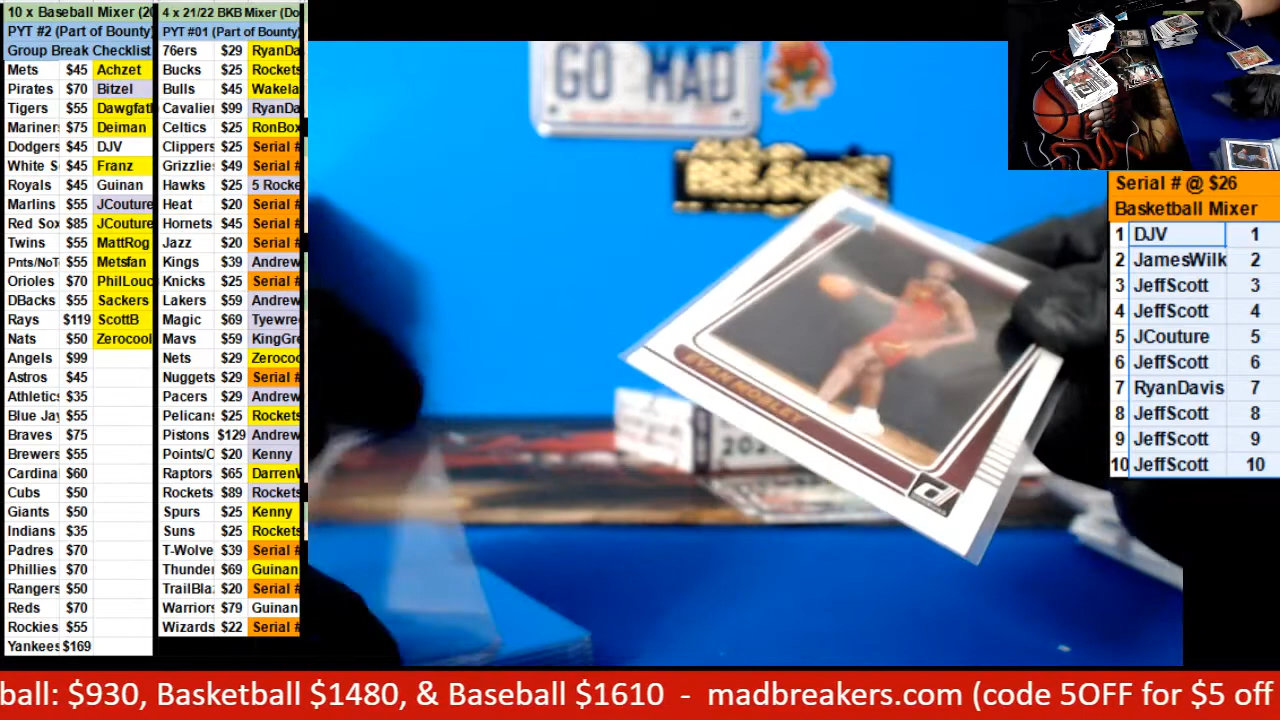 10 x Baseball Mixer (20
PYT #2 (Part of Bounty)
Group Break Checklist
Mets $45 Achzet
Pirates $70 Bitzel
Tigers $55 Dawgfath
Mariners $75 Deiman
Dodgers $45 DJV
White S $45 Franz
Royals $45 Guinan
Marlins $55 JCouture
Red Sox $85 JCouture
Twins $55 MattRog
Pnts/NoT $55 Metsfan
Orioles $70 PhilLouc
DBacks $55 Sackers
Rays $119 ScottB
Nats $50 Zerocool
Angels $99
Astros $45
Athletics $35
Blue Jay $55
Braves $75
Brewers $55
Cardina $60
Cubs $50
Giants $50
Indians $35
Padres $70
Phillies $70
Rangers $50
Reds $70
Rockies $55
Yankees $169
4 x 21/22 BKB Mixer (Do
PYT #01 (Part of Bounty)
76ers $29 RyanDa
Bucks $25 Rockets
Bulls $45 Wakela
Cavalier $99 RyanDa
Celtics $25 RonBox
Clippers $25 Serial #
Grizzlie $49 Serial #
Hawks $25 5 Rocke
Heat $20 Serial #
Hornets $45 Serial #
Jazz $20 Serial #
Kings $39 Andrew
Knicks $25 Serial #
Lakers $59 Andrew
Magic $69 Tyewre
Mavs $59 KingGre
Nets $29 Zerocoo
Nuggets $29 Serial #
Pacers $29 Andrew
Pelicans $25 Rockets
Pistons $129 Andrew
Points/C $20 Kenny
Raptors $65 DarrenW
Rockets $89 Rockets
Spurs $25 Kenny
Suns $25 Rockets
T-Wolve $39 Serial #
Thunder $69 Guinan
TrailBla $20 Serial #
Warriors $79 Guinan
Wizards $22 Serial #
GO MAD
BREAKERS
EVAN MOBLEY
Serial # @ $26
Basketball Mixer
1 DJV 1
2 JamesWilk 2
3 JeffScott 3
4 JeffScott 4
5 JCouture 5
6 JeffScott 6
7 RyanDavis 7
8 JeffScott 8
9 JeffScott 9
10 JeffScott 10
ball: $930, Basketball $1480, & Baseball $1610 - madbreakers.com (code 5OFF for $5 off